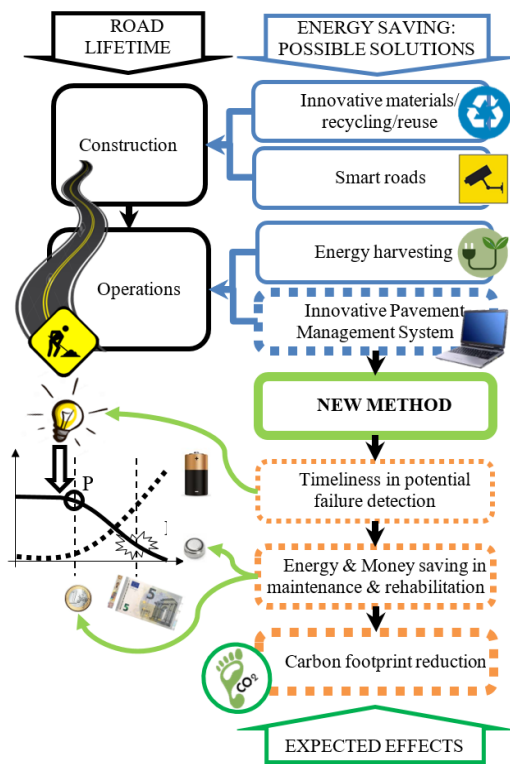 ROAD
LIFETIME
ENERGY SAVING:
POSSIBLE SOLUTIONS
Construction
Innovative materials/
recycling/reuse
Smart roads
Operations
Energy harvesting
Innovative Pavement
Management System
NEW METHOD
P
Timeliness in potential
failure detection
Energy & Money saving in
maintenance & rehabilitation
5
Carbon footprint reduction
CO2
EXPECTED EFFECTS